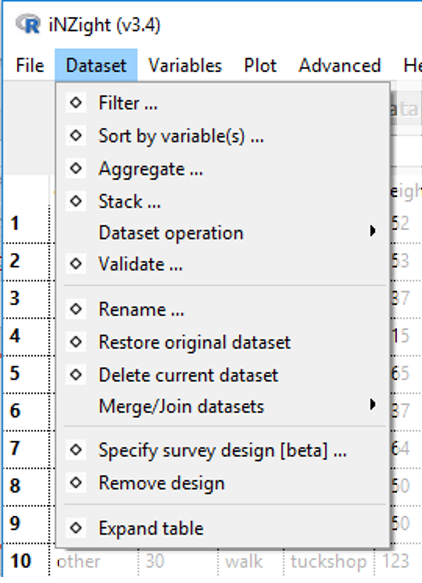 iNZight (v3.4)
File Dataset Variables Plot Advanced He
Filter ...
Sort by variable(s) ...
Aggregate ...
Stack ...
Dataset operation
Validate ...
Rename ...
Restore original dataset
Delete current dataset
Merge/Join datasets
Specify survey design [beta] ...
Remove design
Expand table
ata
eigh
1 52
2 53
3 37
4 15
5 65
6 37
7 64
8 50
9 50
10 other 30 walk tuckshop 123